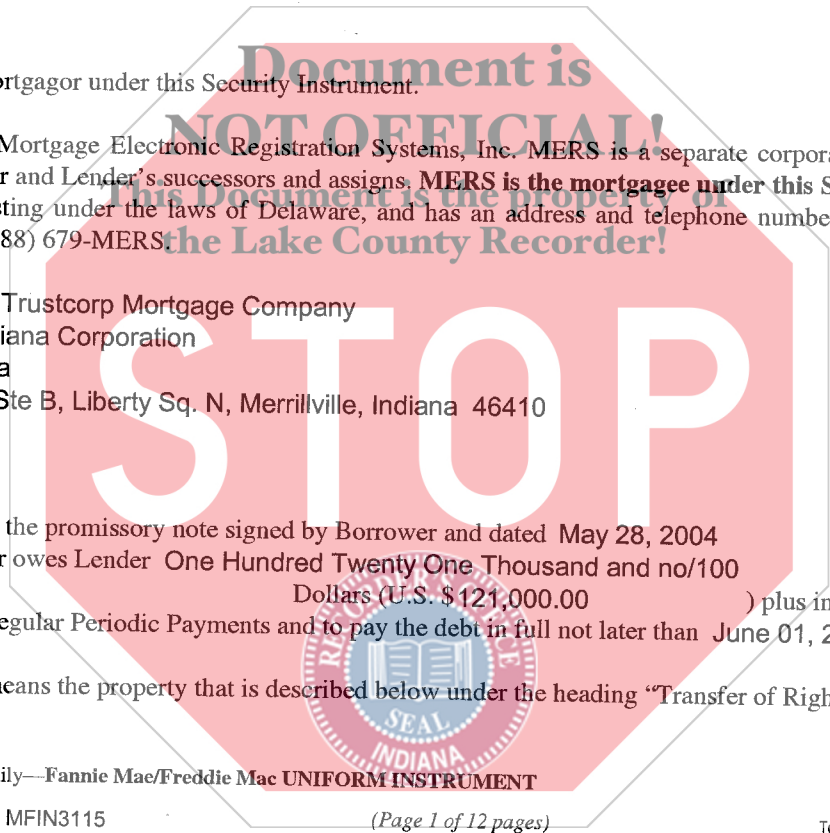 Document is
rtgagor under this Security Instrument.
NOT OFFICIAL!
Mortgage Electronic Registration Systems, Inc. MERS is a separate corpora
r and Lender's successors and assigns. MERS is the mortgagee under this S
This Document is the property of
ting under the laws of Delaware, and has an address and telephone number
88) 679-MERS.
the Lake County Recorder!
Trustcorp Mortgage Company
iana Corporation
a
Ste B, Liberty Sq. N, Merrillville, Indiana 46410
STOP
the promissory note signed by Borrower and dated May 28, 2004
r owes Lender One Hundred Twenty One Thousand and no/100
Dollars (U.S. $121,000.00 ) plus in
egular Periodic Payments and to pay the debt in full not later than June 01, 2
RECORDER'S OFFICE
eans the property that is described below under the heading “Transfer of Righ
SEAL
INDIANA
ily—Fannie Mae/Freddie Mac UNIFORM INSTRUMENT
MFIN3115 (Page 1 of 12 pages)